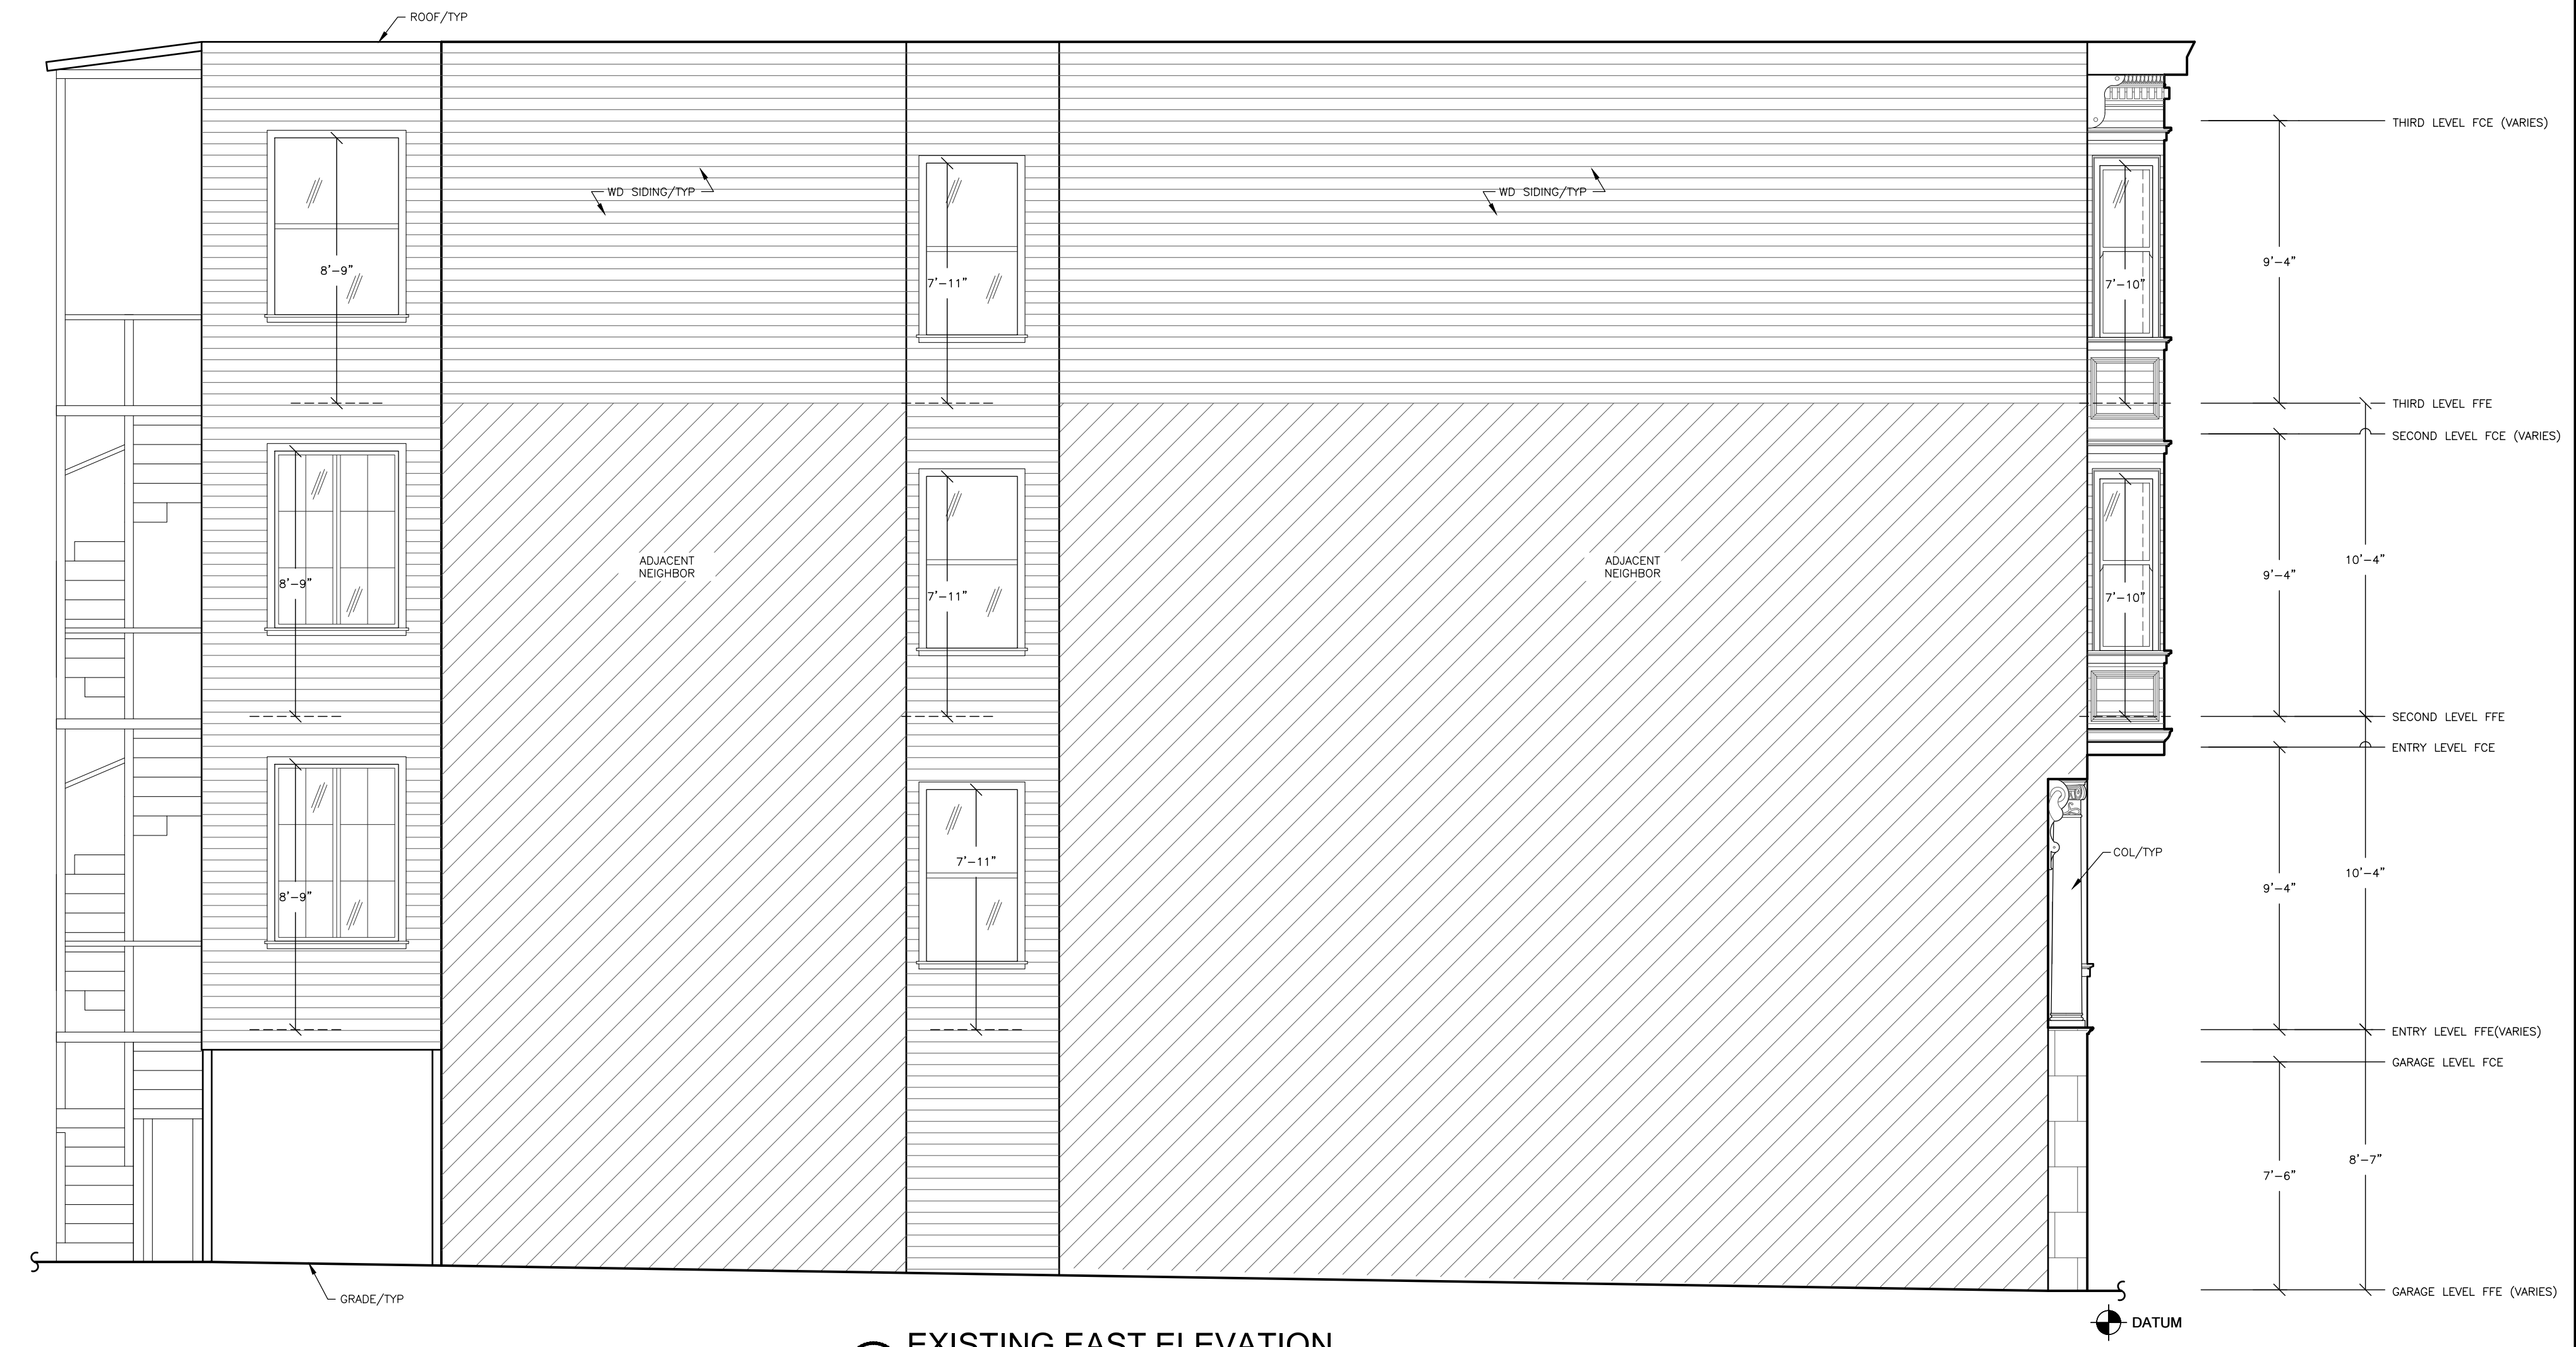 ROOF/TYP
THIRD LEVEL FCE (VARIES)
WD SIDING/TYP
WD SIDING/TYP
9'-4"
8'-9"
7'-11"
7'-10"
THIRD LEVEL FFE
SECOND LEVEL FCE (VARIES)
ADJACENT
NEIGHBOR
ADJACENT
NEIGHBOR
10'-4"
9'-4"
8'-9"
7'-11"
7'-10"
SECOND LEVEL FFE
ENTRY LEVEL FCE
COL/TYP
7'-11"
10'-4"
9'-4"
8'-9"
ENTRY LEVEL FFE(VARIES)
GARAGE LEVEL FCE
8'-7"
7'-6"
GARAGE LEVEL FFE (VARIES)
GRADE/TYP
DATUM
EXISTING EAST ELEVATION